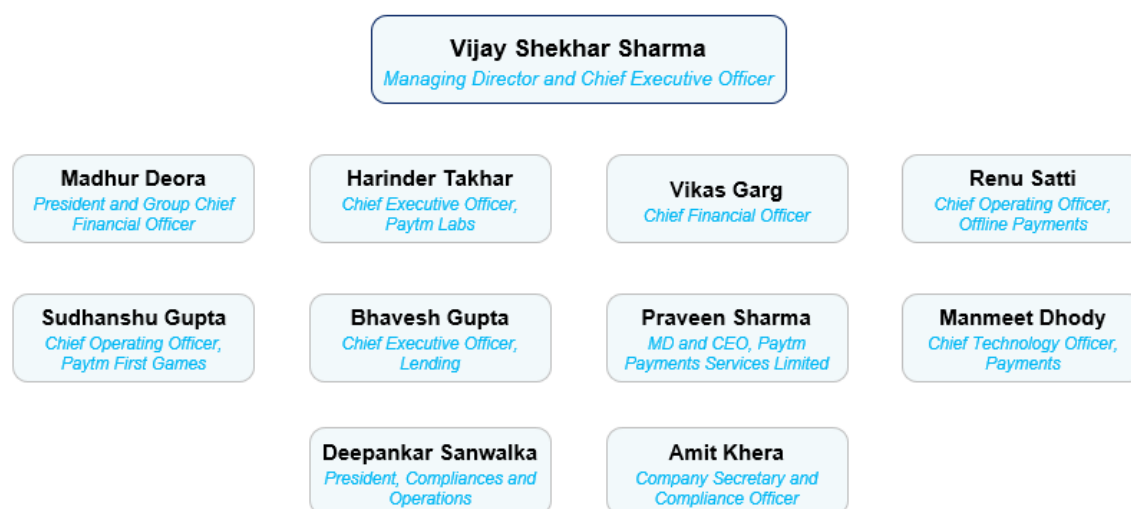 Vijay Shekhar Sharma
Managing Director and Chief Executive Officer
Madhur Deora
President and Group Chief
Financial Officer
Harinder Takhar
Chief Executive Officer,
Paytm Labs
Vikas Garg
Chief Financial Officer
Renu Satti
Chief Operating Officer,
Offline Payments
Sudhanshu Gupta
Chief Operating Officer,
Paytm First Games
Bhavesh Gupta
Chief Executive Officer,
Lending
Praveen Sharma
MD and CEO, Paytm
Payments Services Limited
Manmeet Dhody
Chief Technology Officer,
Payments
Deepankar Sanwalka
President, Compliances and
Operations
Amit Khera
Company Secretary and
Compliance Officer